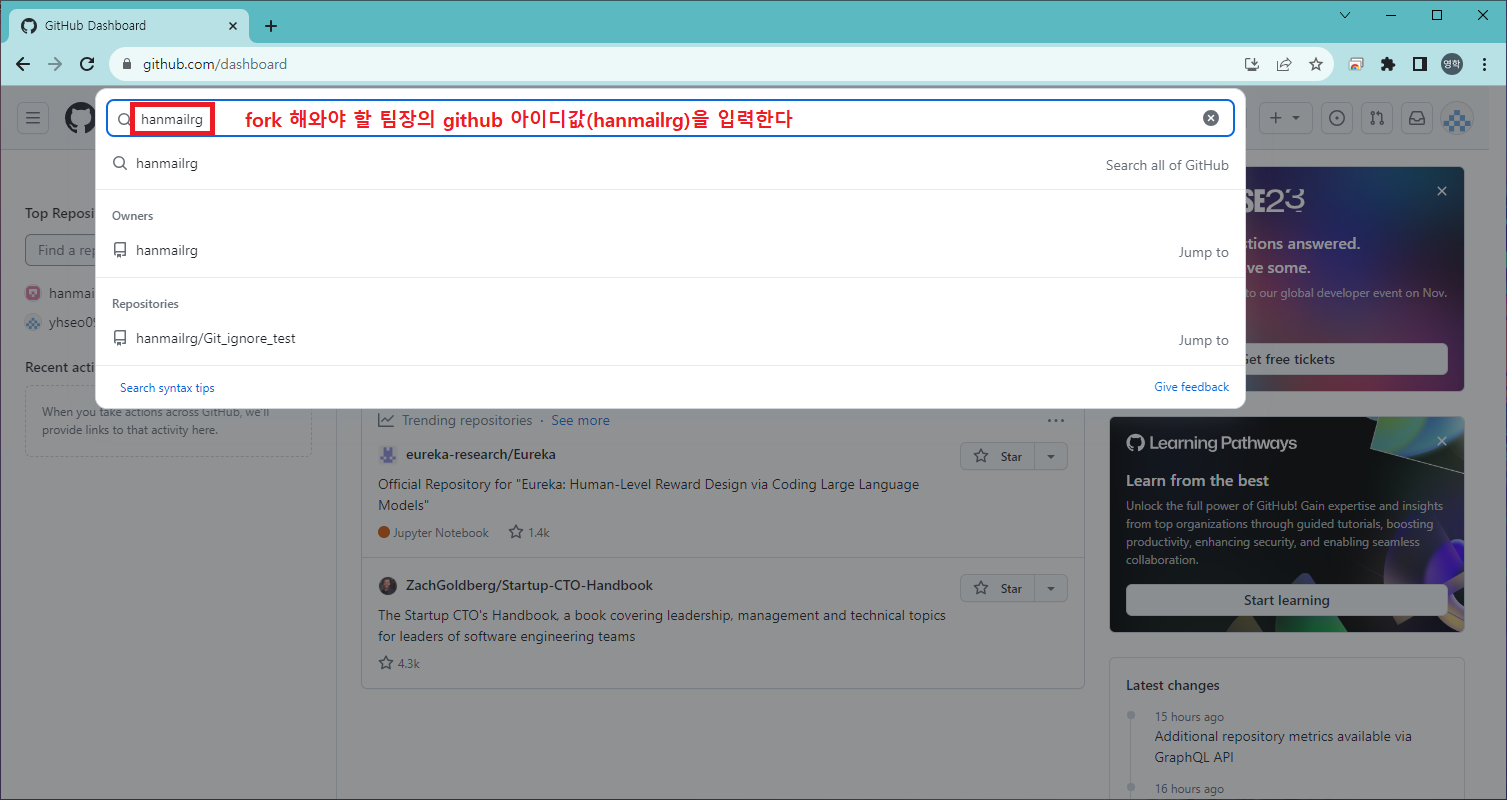 GitHub Dashboard
github.com/dashboard
영학
hanmailrg fork 해와야 할 팀장의 github 아이디값(hanmailrg)을 입력한다
hanmailrg Search all of GitHub
Owners
hanmailrg Jump to
Repositories
hanmailrg/Git_ignore_test Jump to
Search syntax tips Give feedback
Top Reposi
Find a rep
hanmai
yhseo09
Recent acti
When you take actions across GitHub, we'll
provide links to that activity here.
Trending repositories · See more
eureka-research/Eureka
Star
Official Repository for "Eureka: Human-Level Reward Design via Coding Large Language
Models"
Jupyter Notebook 1.4k
ZachGoldberg/Startup-CTO-Handbook
Star
The Startup CTO's Handbook, a book covering leadership, management and technical topics
for leaders of software engineering teams
4.3k
SE23
tions answered.
ve some.
to our global developer event on Nov.
Get free tickets
Learning Pathways
Learn from the best
Unlock the full power of GitHub! Gain expertise and insights
from top organizations through guided tutorials, boosting
productivity, enhancing security, and enabling seamless
collaboration.
Start learning
Latest changes
15 hours ago
Additional repository metrics available via
GraphQL API
16 hours ago